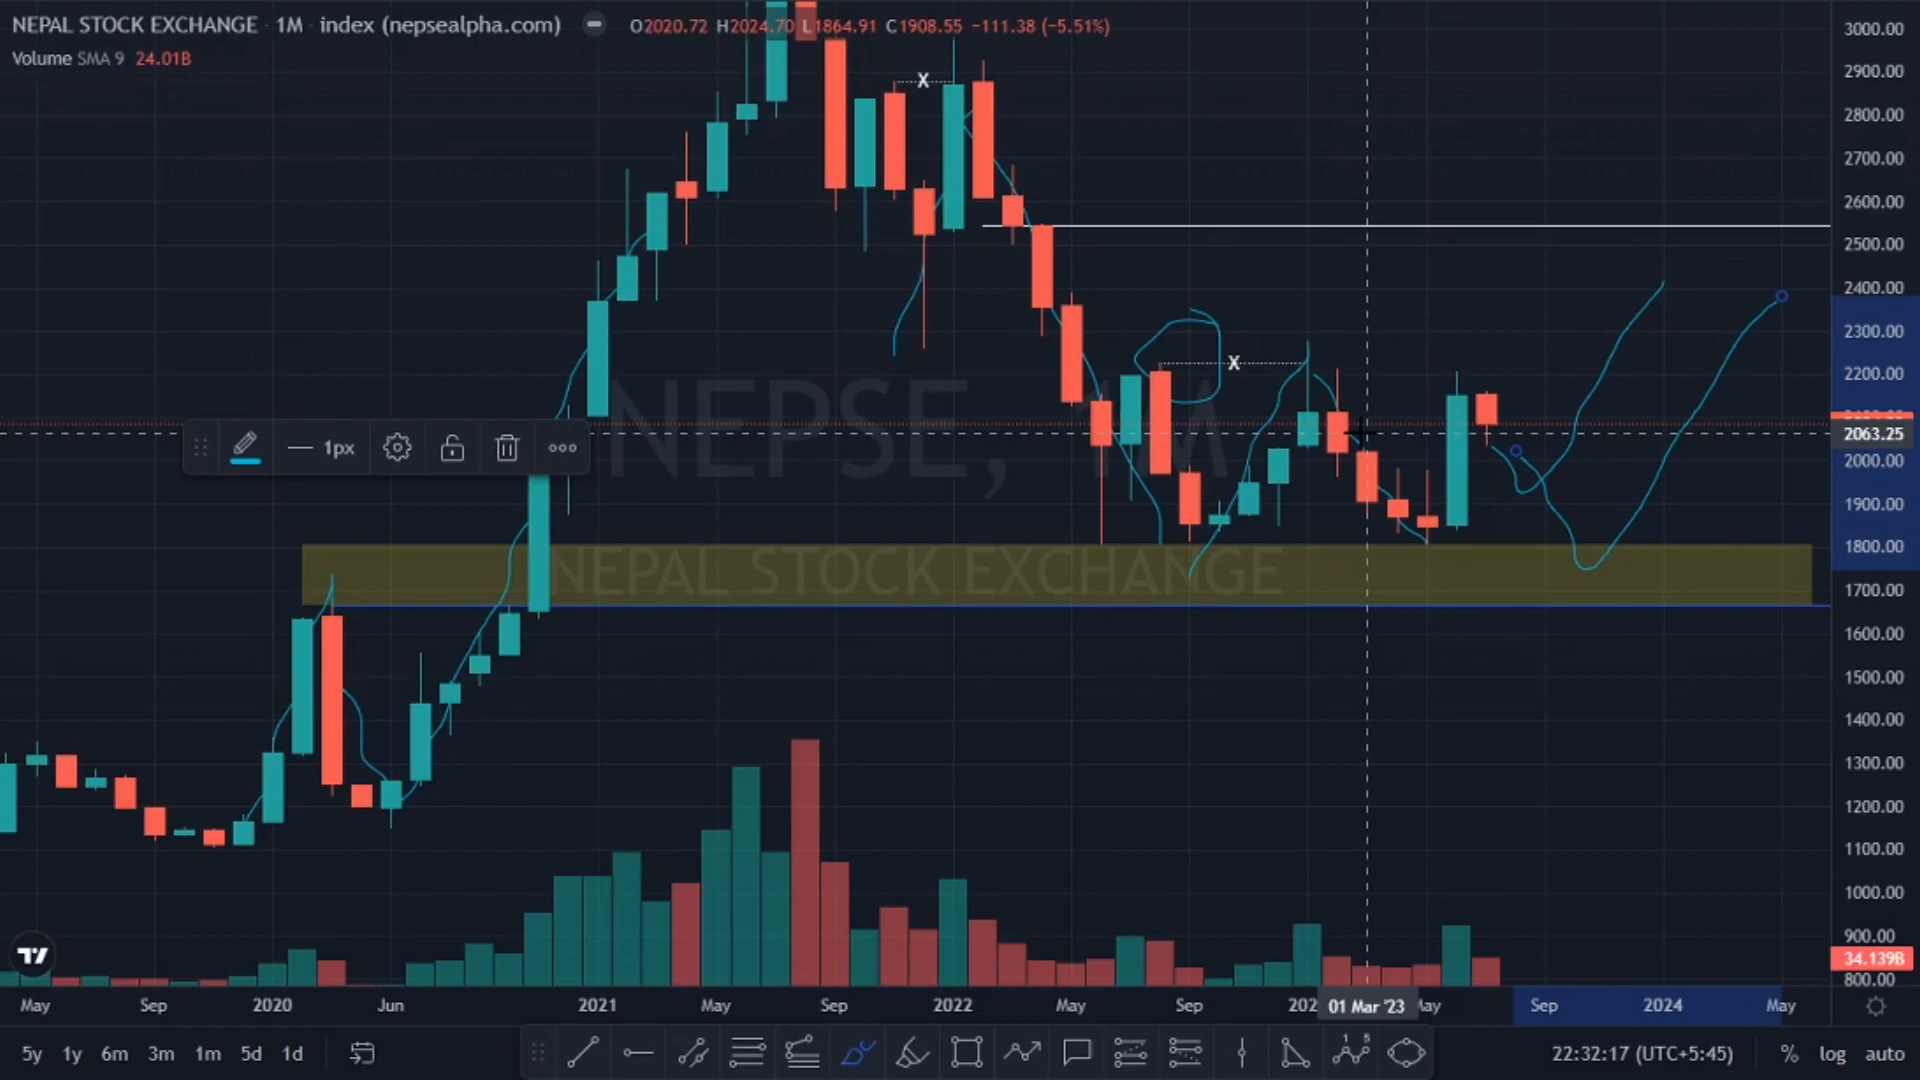 NEPAL STOCK EXCHANGE · 1M · index (nepsealpha.com) O2020.72 H2024.70 L1864.91 C1908.55 −111.38 (−5.51%)
Volume SMA 9 24.01B
3000.00
2900.00
2800.00
2700.00
2600.00
2500.00
2400.00
2300.00
2200.00
2063.25
2000.00
1900.00
1800.00
1700.00
1600.00
1500.00
1400.00
1300.00
1200.00
1100.00
1000.00
900.00
34.139B
800.00
X
X
1px
NEPSE, 1M
NEPAL STOCK EXCHANGE
May Sep 2020 Jun 2021 May Sep 2022 May Sep 202 01 Mar '23 May Sep 2024 May
5y 1y 6m 3m 1m 5d 1d 22:32:17 (UTC+5:45) % log auto